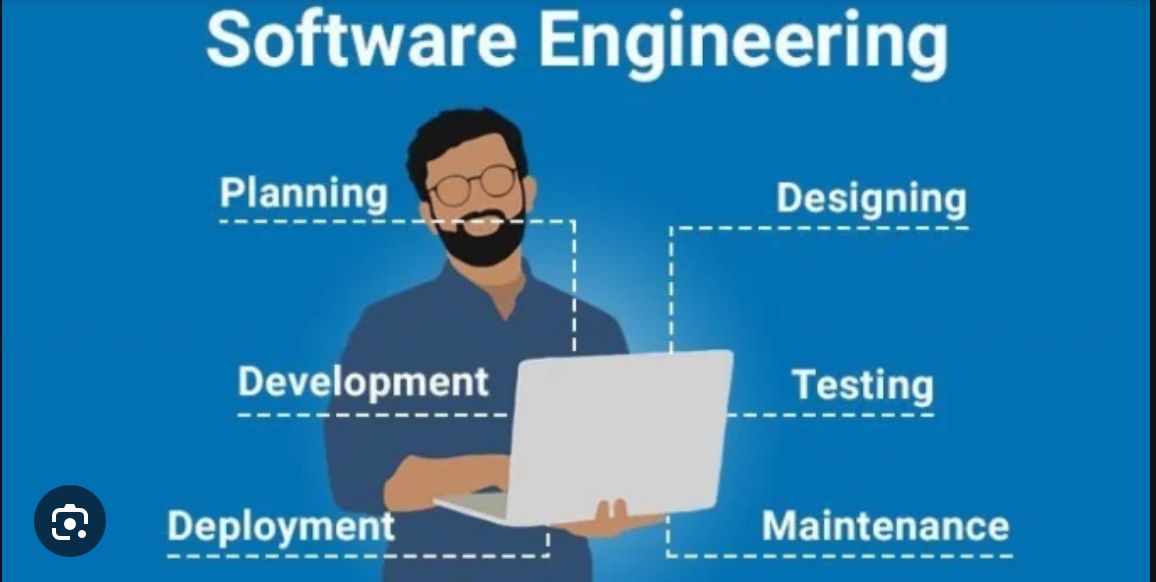 Software Engineering
Planning
Designing
Development
Testing
Deployment
Maintenance